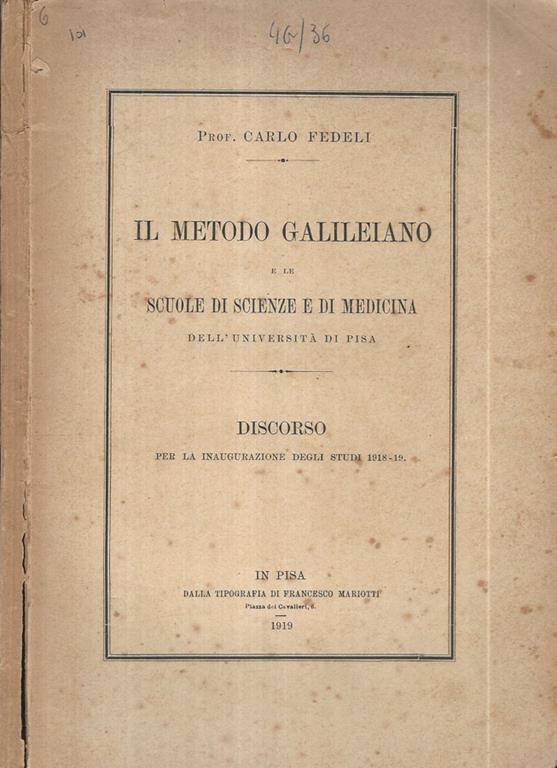 6
101
4G/36
Prof. CARLO FEDELI
IL METODO GALILEIANO
E LE
SCUOLE DI SCIENZE E DI MEDICINA
DELL'UNIVERSITÀ DI PISA
DISCORSO
PER LA INAUGURAZIONE DEGLI STUDI 1918-19.
IN PISA
DALLA TIPOGRAFIA DI FRANCESCO MARIOTTI
Piazza dei Cavalieri, 6.
1919